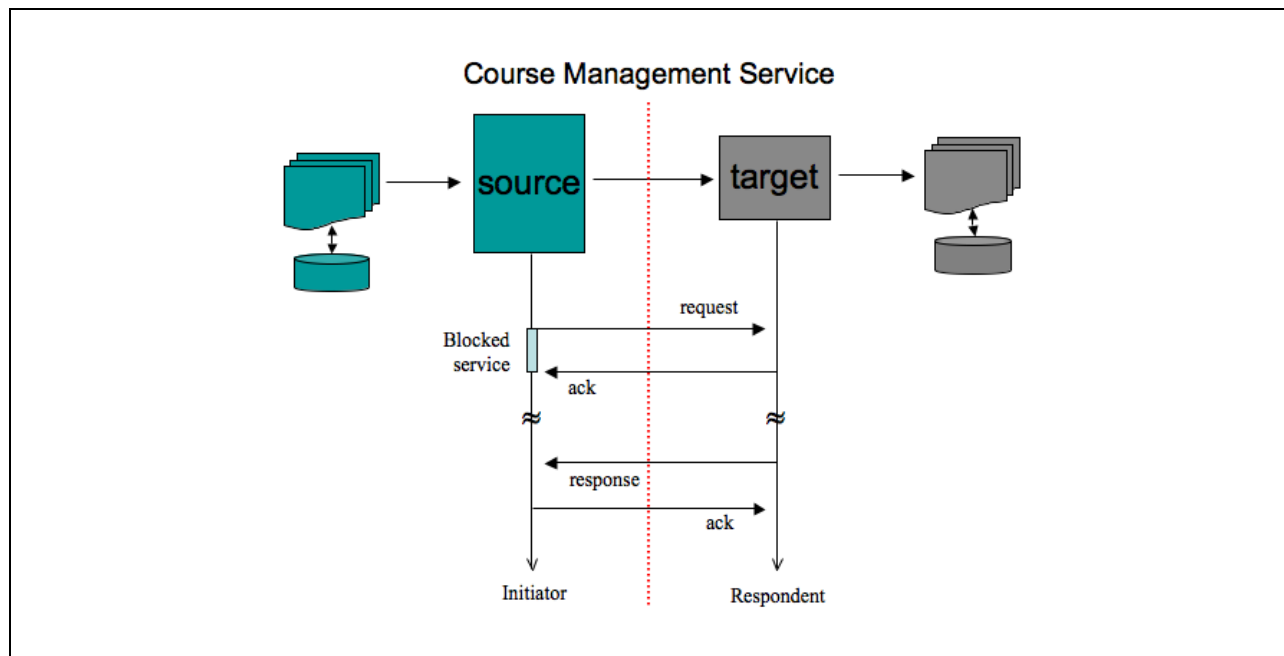 Course Management Service
source
target
request
Blocked
service
ack
≈
≈
response
ack
Initiator
Respondent